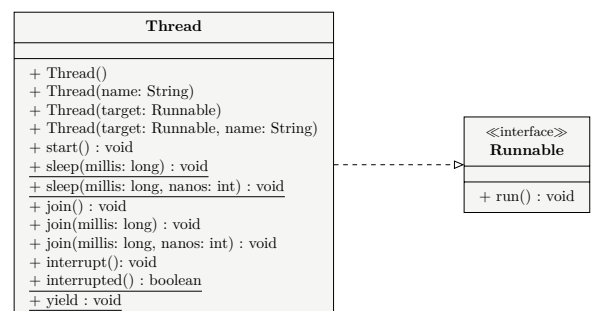 Thread
+ Thread()
+ Thread(name: String)
+ Thread(target: Runnable)
+ Thread(target: Runnable, name: String)
+ start() : void
+ sleep(millis: long) : void
+ sleep(millis: long, nanos: int) : void
+ join() : void
+ join(millis: long) : void
+ join(millis: long, nanos: int) : void
+ interrupt(): void
+ interrupted() : boolean
+ yield : void
≪interface≫
Runnable
+ run() : void